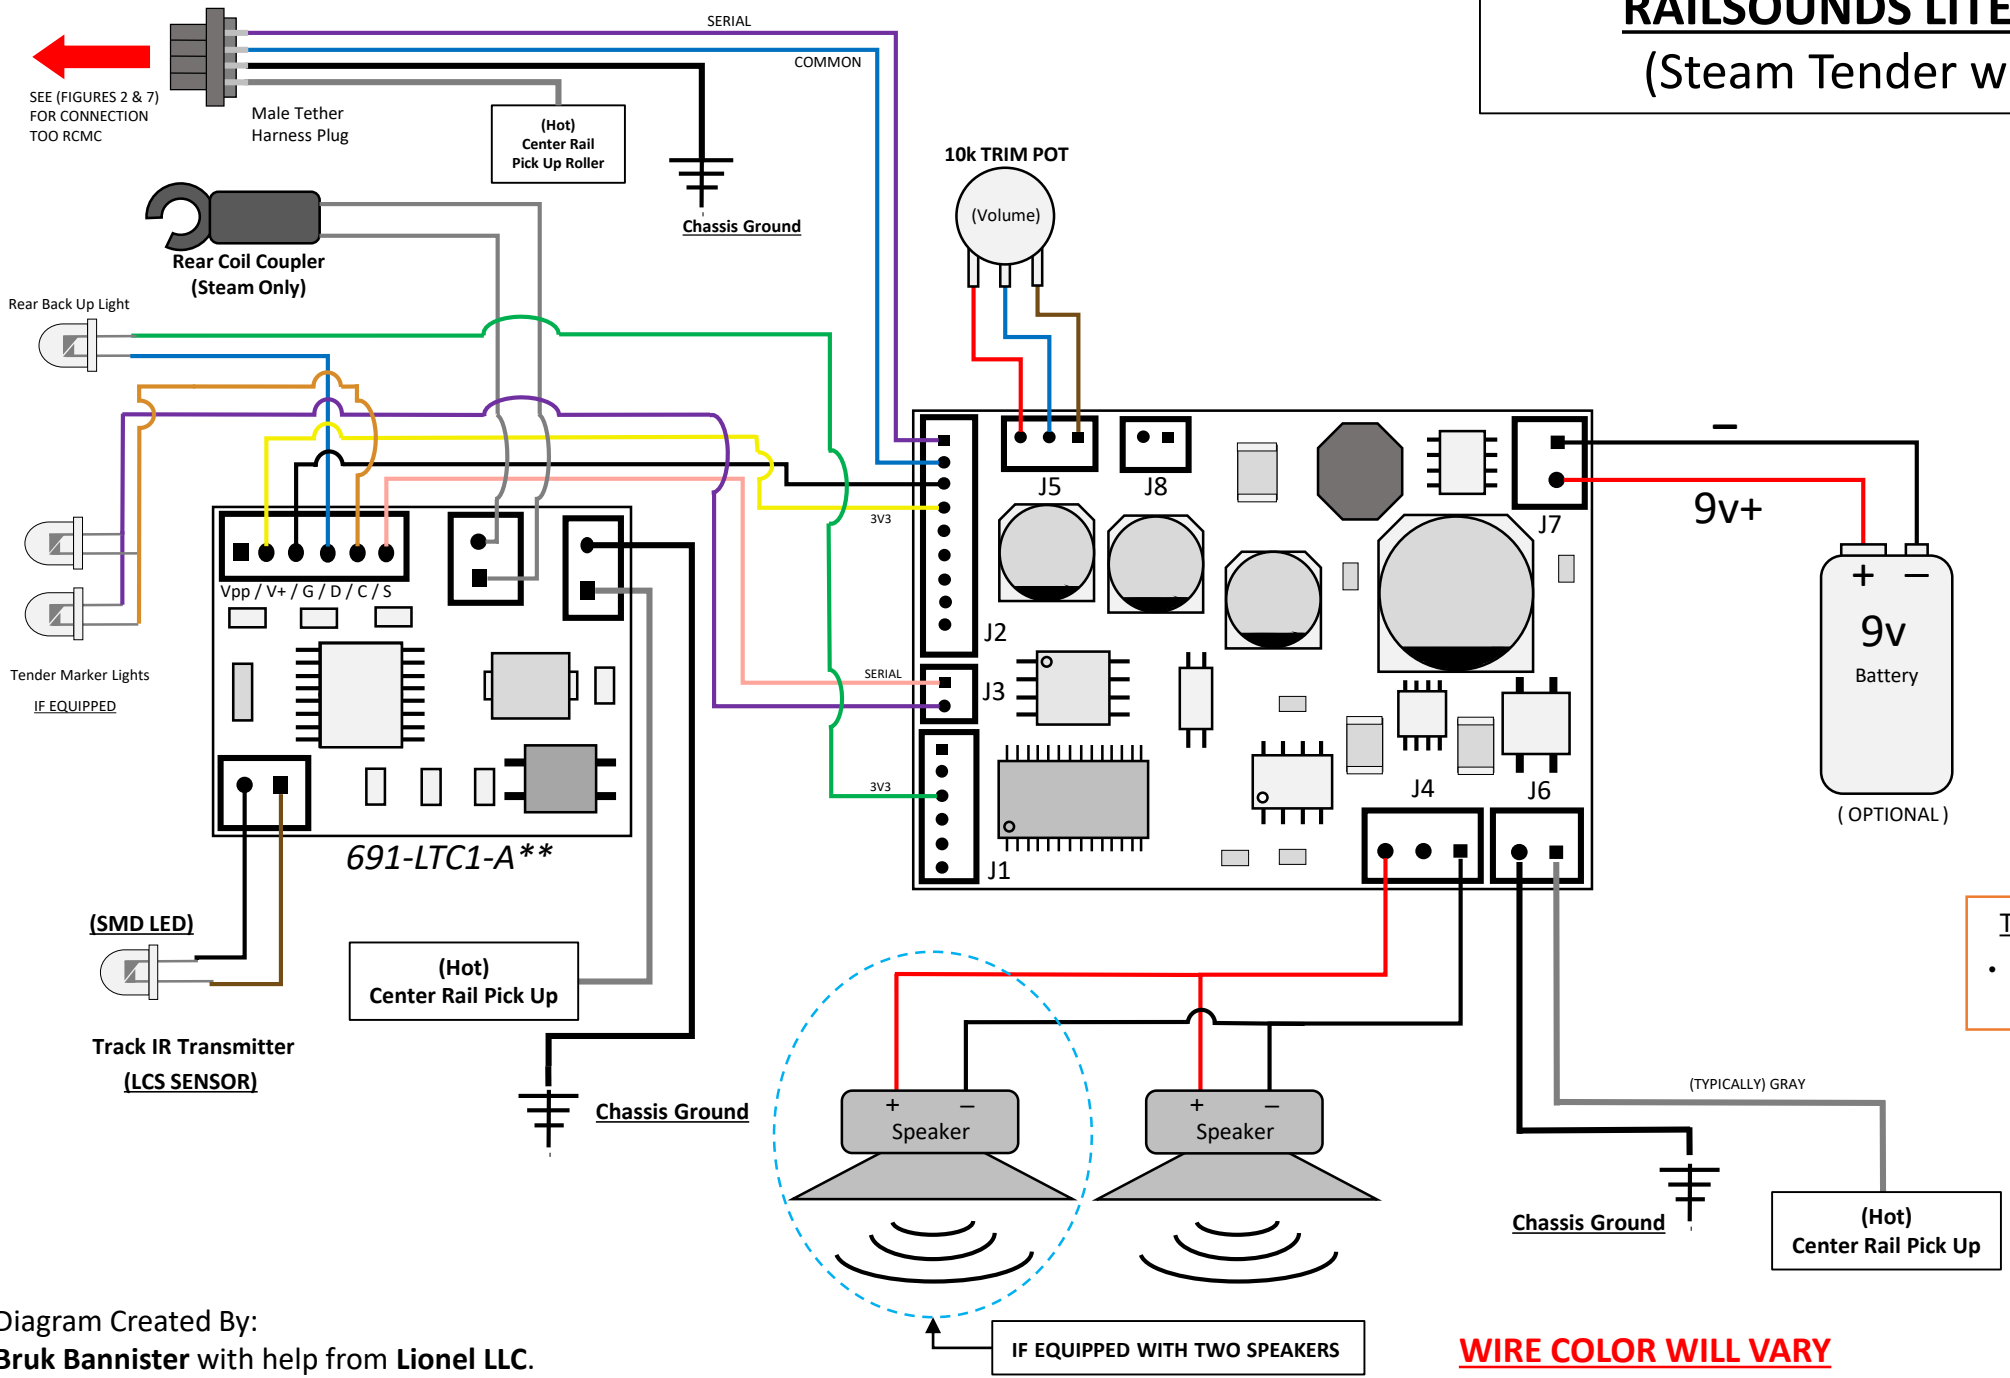 RAILSOUNDS LITE
(Steam Tender w
SERIAL
COMMON
SEE (FIGURES 2 & 7)
FOR CONNECTION
TOO RCMC
Male Tether
Harness Plug
(Hot)
Center Rail
Pick Up Roller
Chassis Ground
10k TRIM POT
(Volume)
Rear Coil Coupler
(Steam Only)
Rear Back Up Light
Tender Marker Lights
IF EQUIPPED
Vpp / V+ / G / D / C / S
691-LTC1-A**
3V3
SERIAL
3V3
J5
J8
J7
J2
J3
J1
J4
J6
–
9v+
+ –
9v
Battery
( OPTIONAL )
(SMD LED)
Track IR Transmitter
(LCS SENSOR)
(Hot)
Center Rail Pick Up
Chassis Ground
+ –
Speaker
+ –
Speaker
IF EQUIPPED WITH TWO SPEAKERS
(TYPICALLY) GRAY
Chassis Ground
(Hot)
Center Rail Pick Up
T
•
Diagram Created By:
Bruk Bannister with help from Lionel LLC.
WIRE COLOR WILL VARY